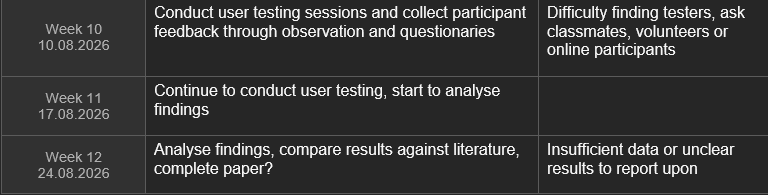 Conduct user testing sessions and collect participant
feedback through observation and questionaries
Difficulty finding testers, ask
classmates, volunteers or
online participants
Week 10
10.08.2026
Week 11
17.08.2026
Continue to conduct user testing, start to analyse
findings
Week 12
24.08.2026
Analyse findings, compare results against literature,
complete paper?
Insufficient data or unclear
results to report upon